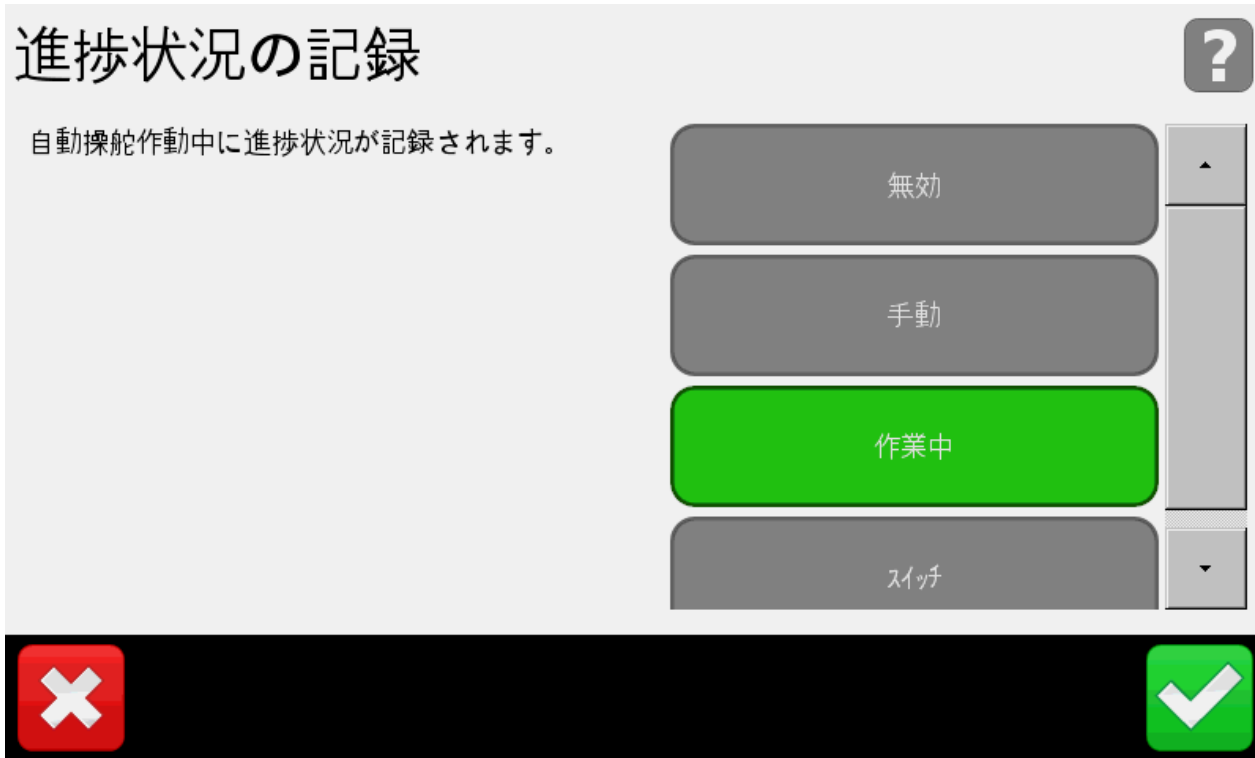 進捗状況の記録
?
自動操舵作動中に進捗状況が記録されます。
無効
手動
作業中
スイッチ